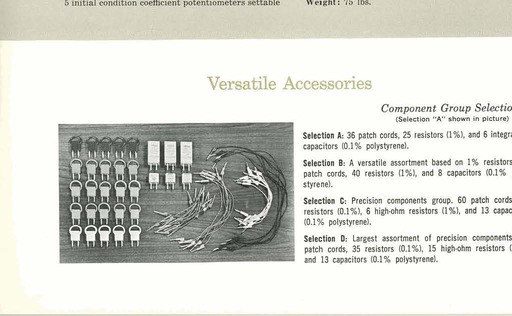 5 initial condition coefficient potentiometers settable
Weight: 75 lbs.
Versatile Accessories
Component Group Selectio
(Selection "A" shown in picture)
Selection A: 36 patch cords, 25 resistors (1%), and 6 integra
capacitors (0.1% polystyrene).
Selection B: A versatile assortment based on 1% resistors
patch cords, 40 resistors (1%), and 8 capacitors (0.1%
styrene).
Selection C: Precision components group. 60 patch cords
resistors (0.1%), 6 high-ohm resistors (1%), and 13 capac
(0.1% polystyrene).
Selection D: Largest assortment of precision components
patch cords, 35 resistors (0.1%), 15 high-ohm resistors (
and 13 capacitors (0.1% polystyrene).